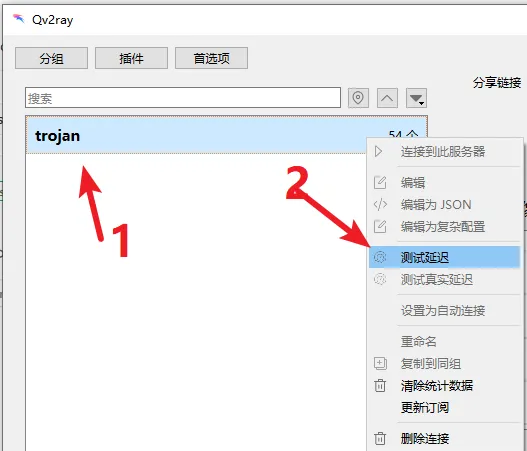 Qv2ray
分组 插件 首选项
分享链接
搜索
trojan 54 个
1
2
连接到此服务器
编辑
编辑为 JSON
编辑为复杂配置
测试延迟
测试真实延迟
设置为自动连接
重命名
复制到同组
清除统计数据
更新订阅
删除连接